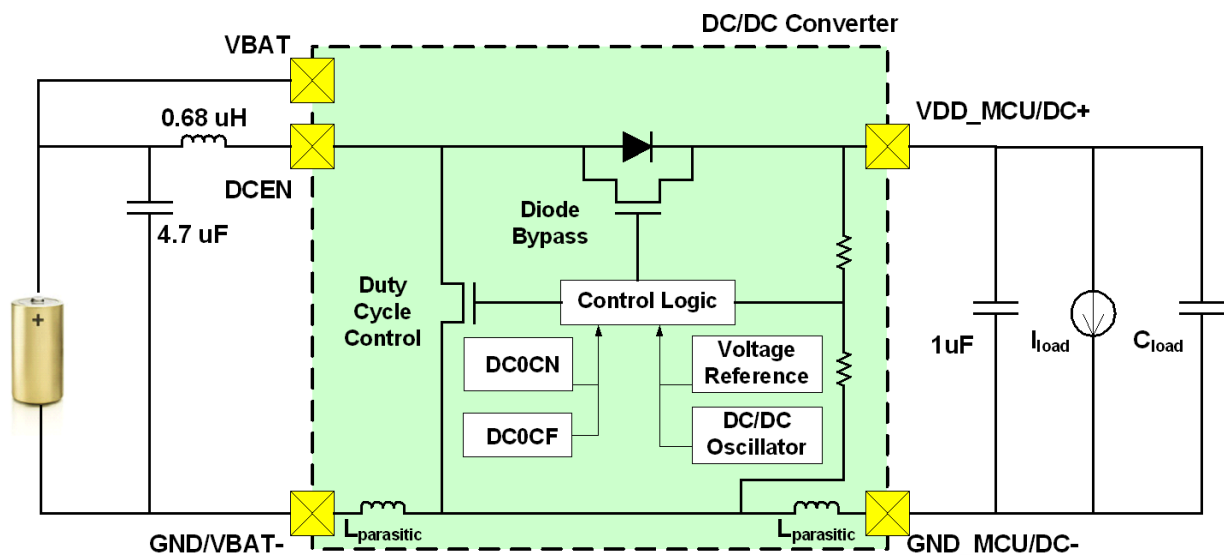 DC/DC Converter
VBAT
0.68 uH
VDD_MCU/DC+
DCEN
4.7 uF
Diode
Bypass
Duty
Cycle
Control
Control Logic
+
DC0CN
Voltage
Reference
1uF
Iload
Cload
DC0CF
DC/DC
Oscillator
Lparasitic
Lparasitic
GND/VBAT-
GND_MCU/DC-